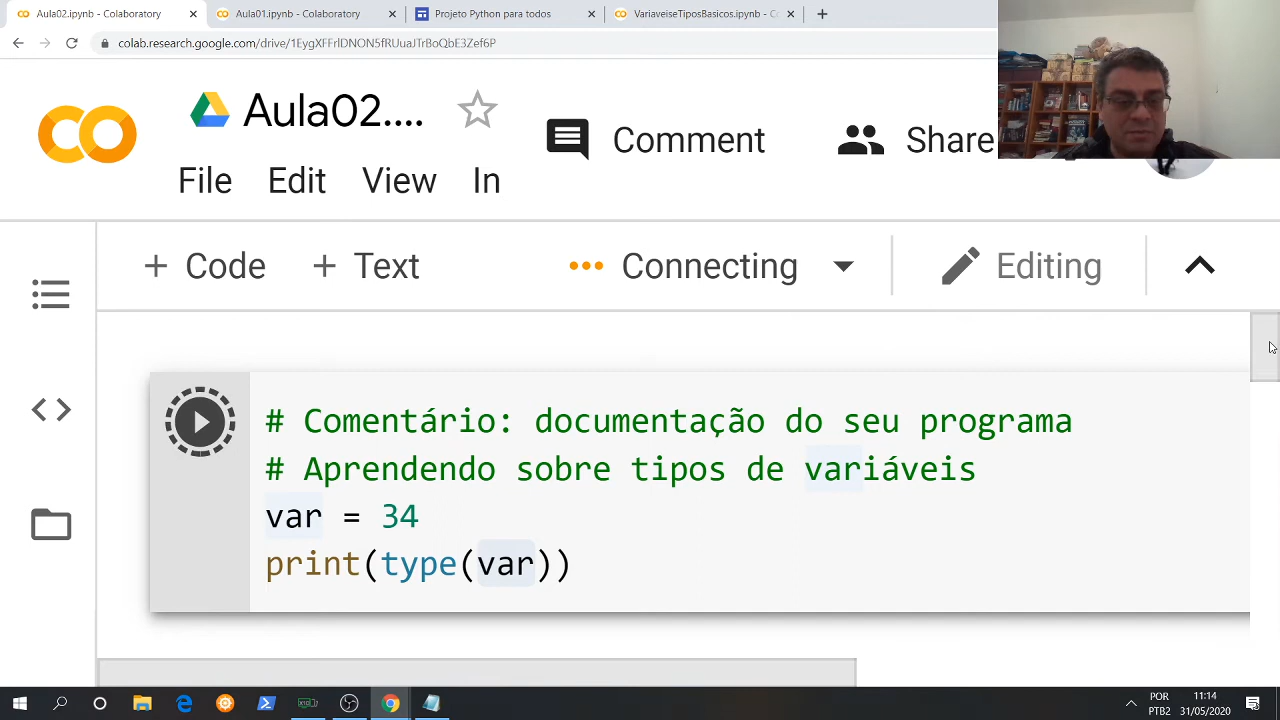 Aula02.ipynb - Colaboratory
Aula01.ipynb - Colaboratory
Projeto Python para todos
VariaveiseTiposBasicos.ipynb - Co
colab.research.google.com/drive/1EygXFFrlDNON5fRUuaJTrBoQbE3Zef6P
Aula02....
Comment
Share
File Edit View In
+ Code + Text
Connecting
Editing
# Comentário: documentação do seu programa
# Aprendendo sobre tipos de variáveis
var = 34
print(type(var))
POR
PTB2
11:14
31/05/2020